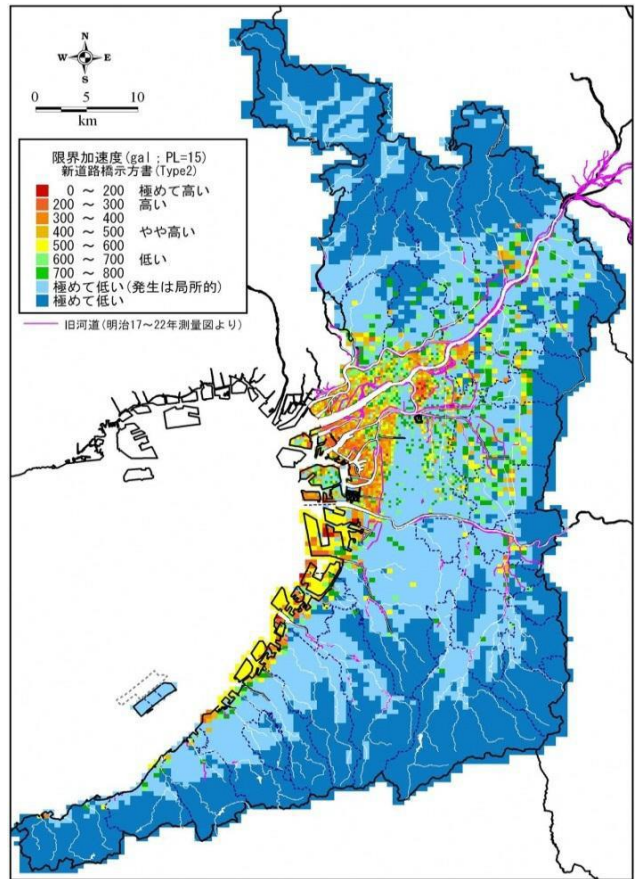 N
W E
S
0 5 10
km
限界加速度(gal : PL=15)
新道路橋示方書(Type2)
0 ～ 200 極めて高い
200 ～ 300 高い
300 ～ 400
400 ～ 500 やや高い
500 ～ 600
600 ～ 700 低い
700 ～ 800
極めて低い(発生は局所的)
極めて低い
旧河道(明治17～22年測量図より)